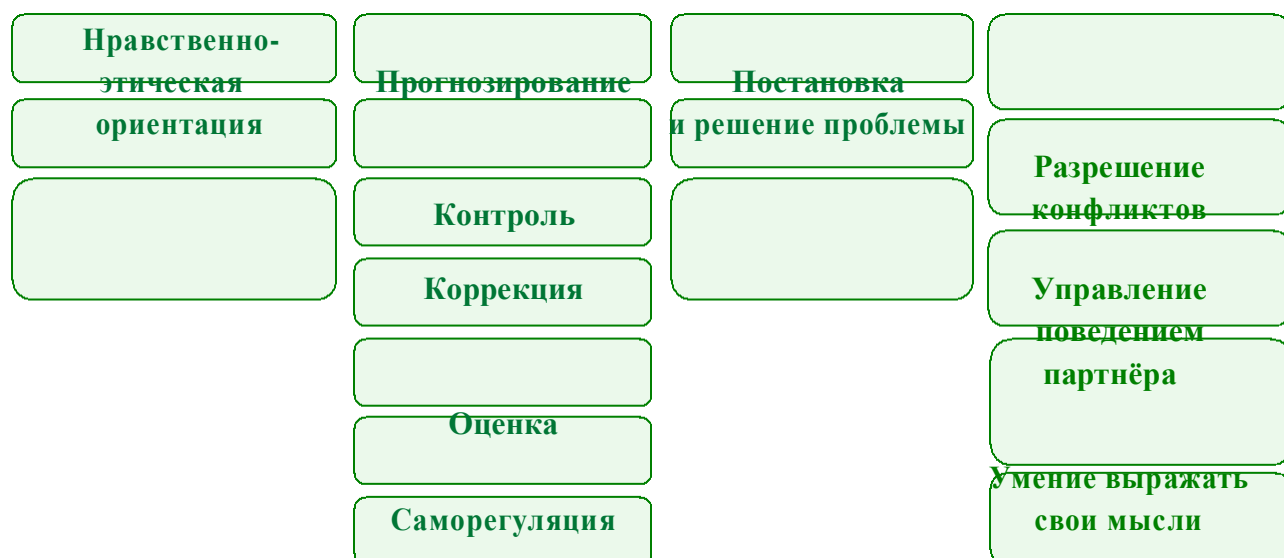 Нравственно-
этическая
ориентация
Прогнозирование
Контроль
Коррекция
Оценка
Саморегуляция
Постановка
и решение проблемы
Разрешение
конфликтов
Управление
поведением
партнёра
Умение выражать
свои мысли